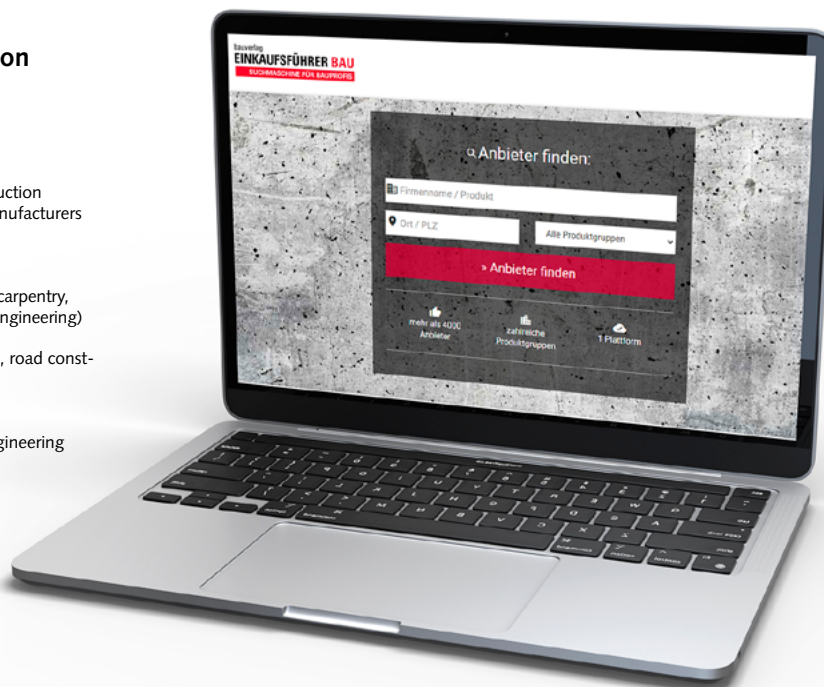 on
uction
nufacturers
carpentry,
ngineering)
, road const-
gineering
bauverlag
EINKAUFSFÜHRER BAU
SUCHMASCHINE FÜR BAUPROFIS
Anbieter finden:
Firmenname / Produkt
Ort / PLZ
Alle Produktgruppen
» Anbieter finden
mehr als 4000
Anbieter
zahlreiche
Produktgruppen
1 Plattform